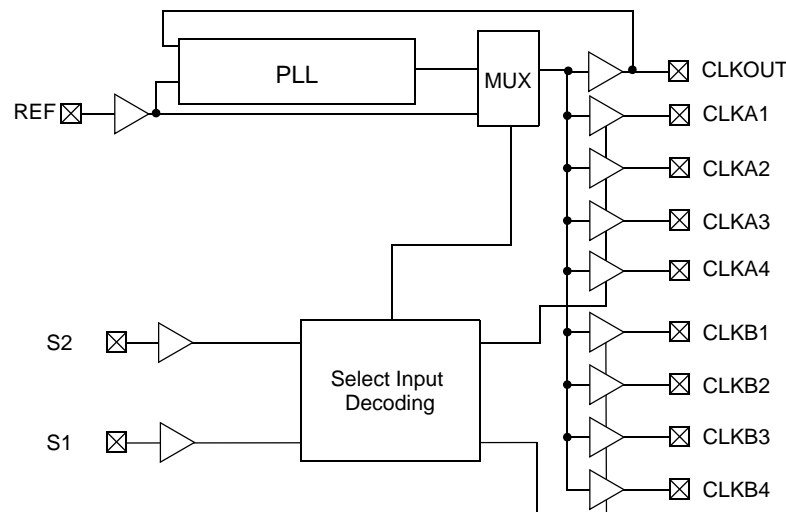 PLL
MUX
CLKOUT
REF
CLKA1
CLKA2
CLKA3
CLKA4
S2
CLKB1
Select Input
Decoding
CLKB2
S1
CLKB3
CLKB4